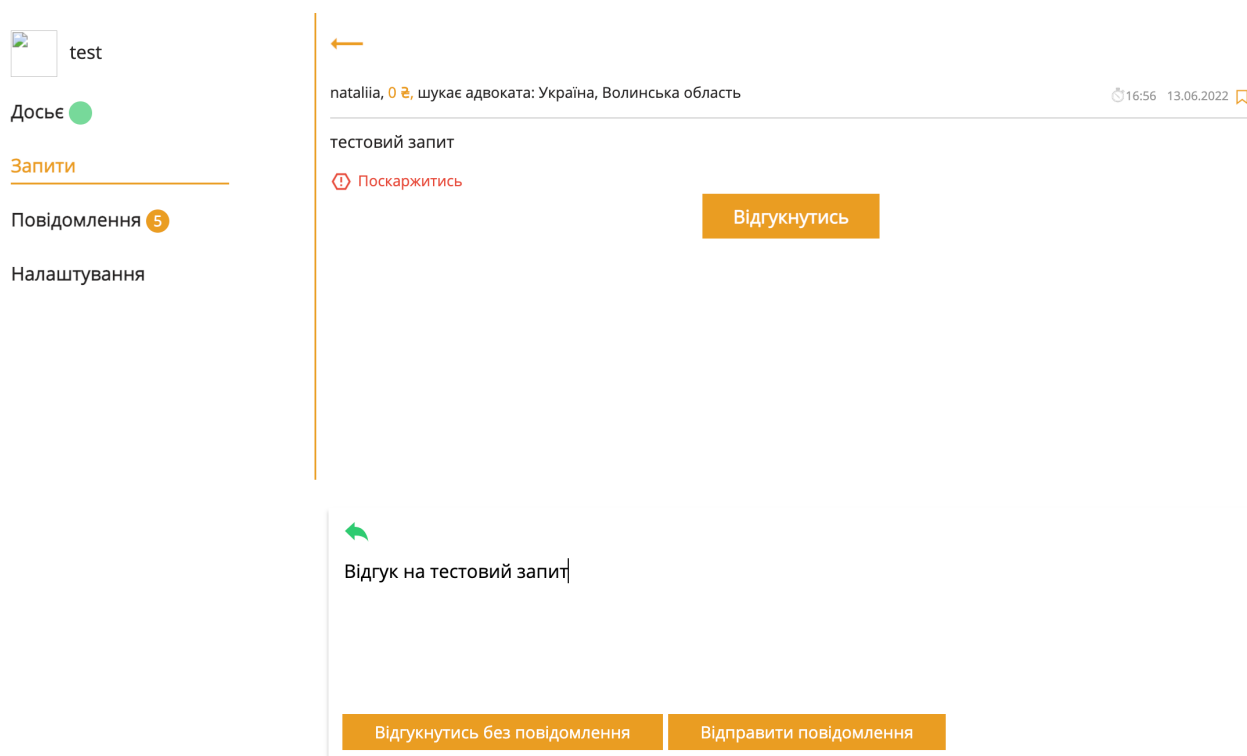 test
Досьє
Запити
Повідомлення 5
Налаштування
nataliia, 0 ₴, шукає адвоката: Україна, Волинська область
16:56 13.06.2022
тестовий запит
Поскаржитись
Відгукнутись
Відгук на тестовий запит
Відгукнутись без повідомлення
Відправити повідомлення